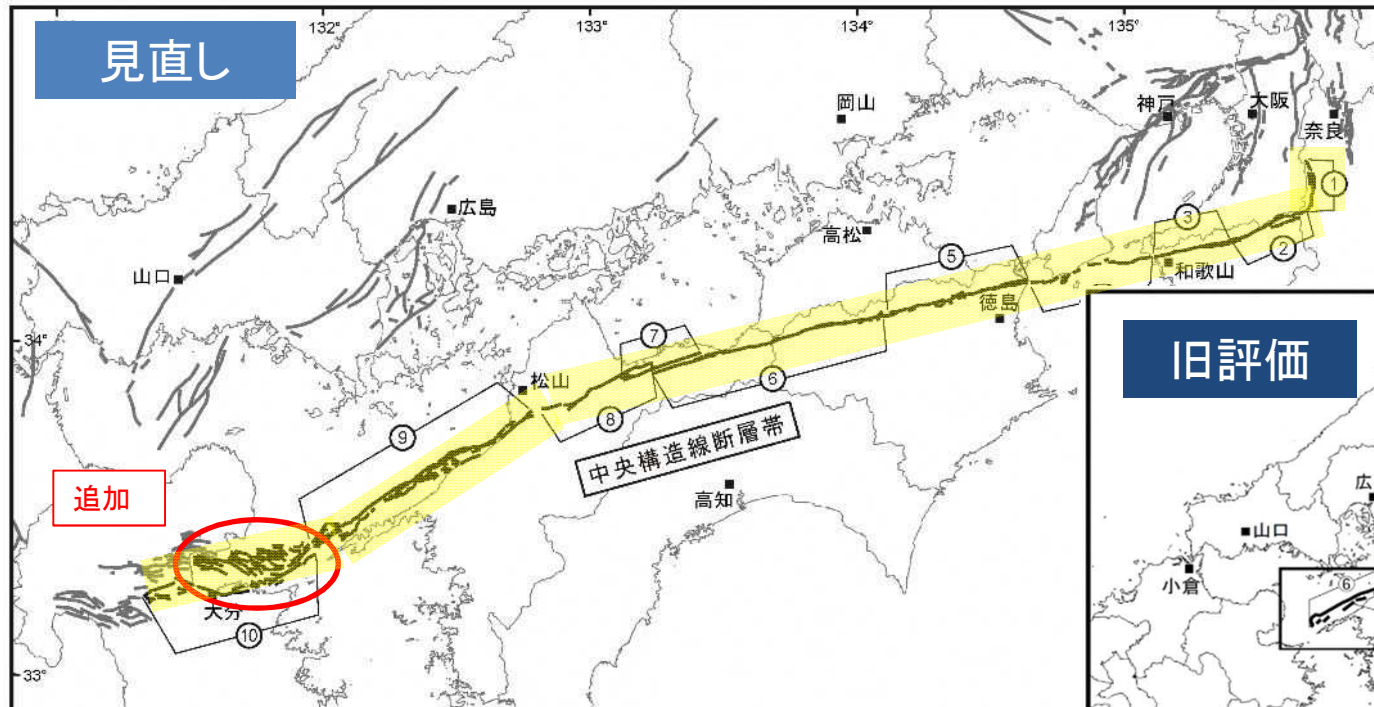 見直し
132°
133°
134°
135°
岡山
神戸
大阪
奈良
①
広島
③
高松
⑤
②
和歌山
山口
徳島
34°
⑦
旧評価
松山
⑥
⑧
⑨
中央構造線断層帯
高知
追加
広
山口
小倉
⑥
大分
⑩
33°